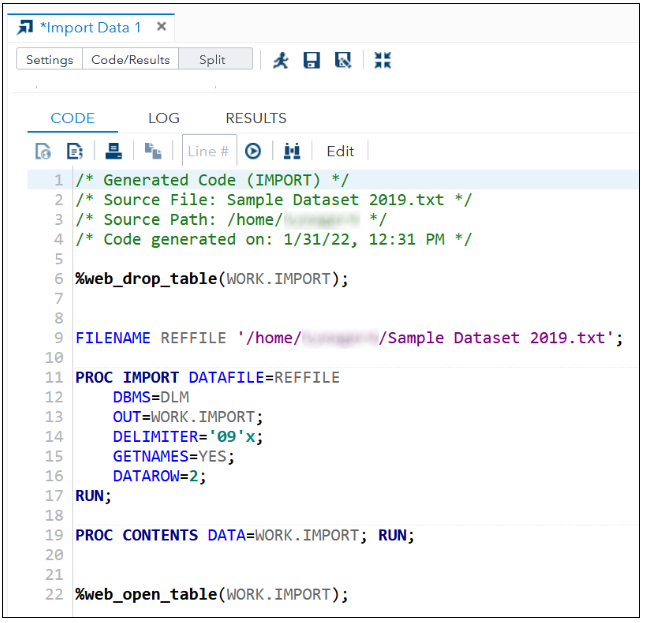 *Import Data 1 ×
Settings Code/Results Split
CODE LOG RESULTS
Line # Edit
1 /* Generated Code (IMPORT) */
2 /* Source File: Sample Dataset 2019.txt */
3 /* Source Path: /home/ */
4 /* Code generated on: 1/31/22, 12:31 PM */
5
6 %web_drop_table(WORK.IMPORT);
7
8
9 FILENAME REFFILE '/home/ /Sample Dataset 2019.txt';
10
11 PROC IMPORT DATAFILE=REFFILE
12 DBMS=DLM
13 OUT=WORK.IMPORT;
14 DELIMITER='09'x;
15 GETNAMES=YES;
16 DATAROW=2;
17 RUN;
18
19 PROC CONTENTS DATA=WORK.IMPORT; RUN;
20
21
22 %web_open_table(WORK.IMPORT);